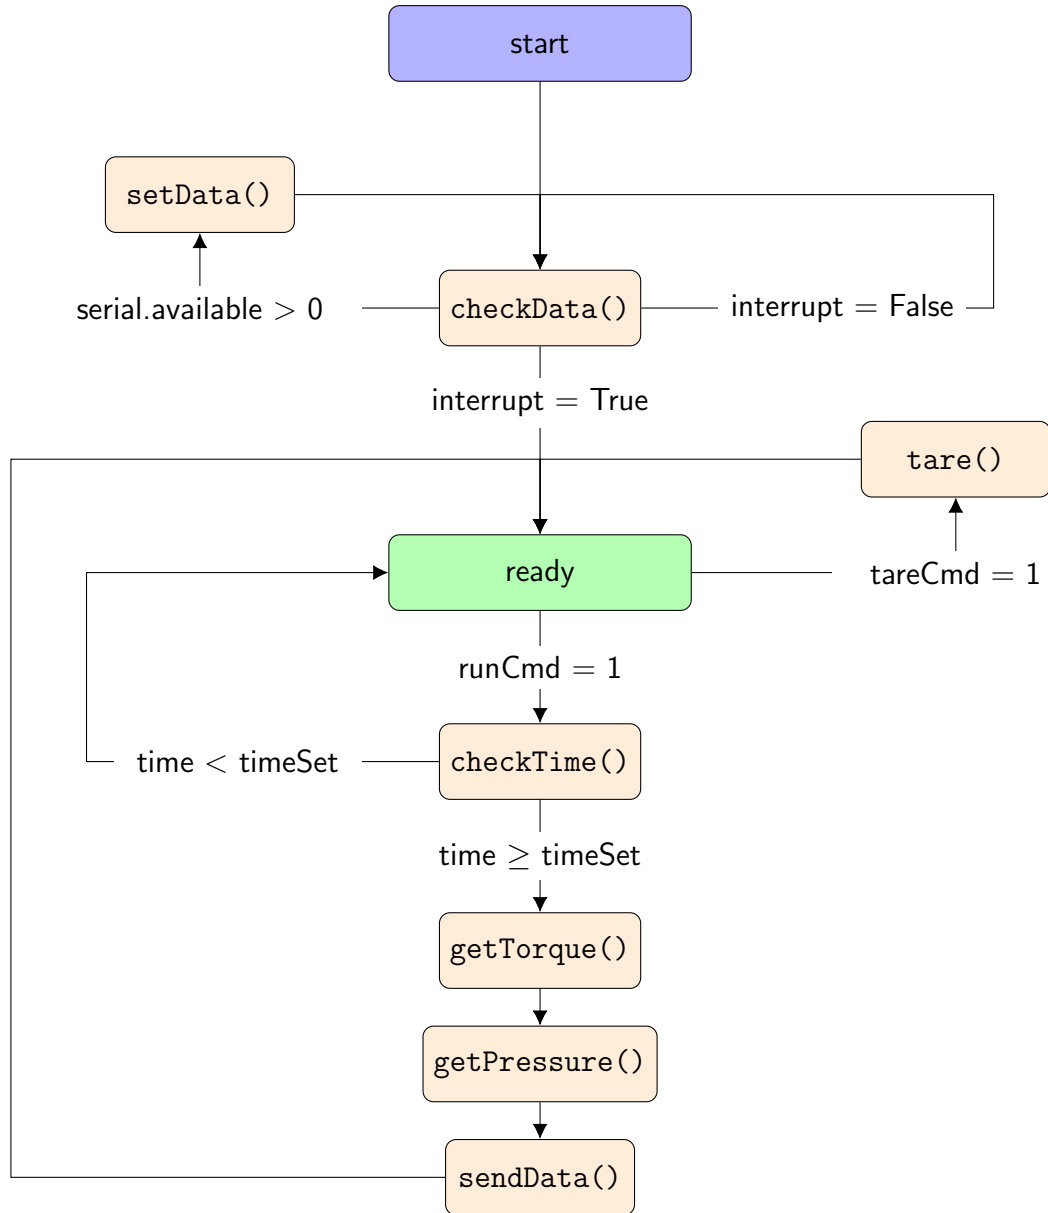 start
setData()
serial.available > 0
checkData()
interrupt = False
interrupt = True
tare()
ready
tareCmd = 1
runCmd = 1
time < timeSet
checkTime()
time ≥ timeSet
getTorque()
getPressure()
sendData()